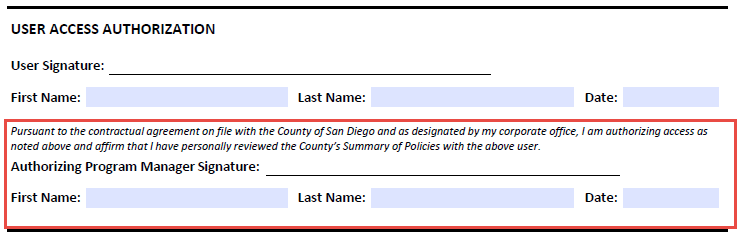 USER ACCESS AUTHORIZATION
User Signature:
First Name: Last Name: Date:
Pursuant to the contractual agreement on file with the County of San Diego and as designated by my corporate office, I am authorizing access as
noted above and affirm that I have personally reviewed the County's Summary of Policies with the above user.
Authorizing Program Manager Signature:
First Name: Last Name: Date: